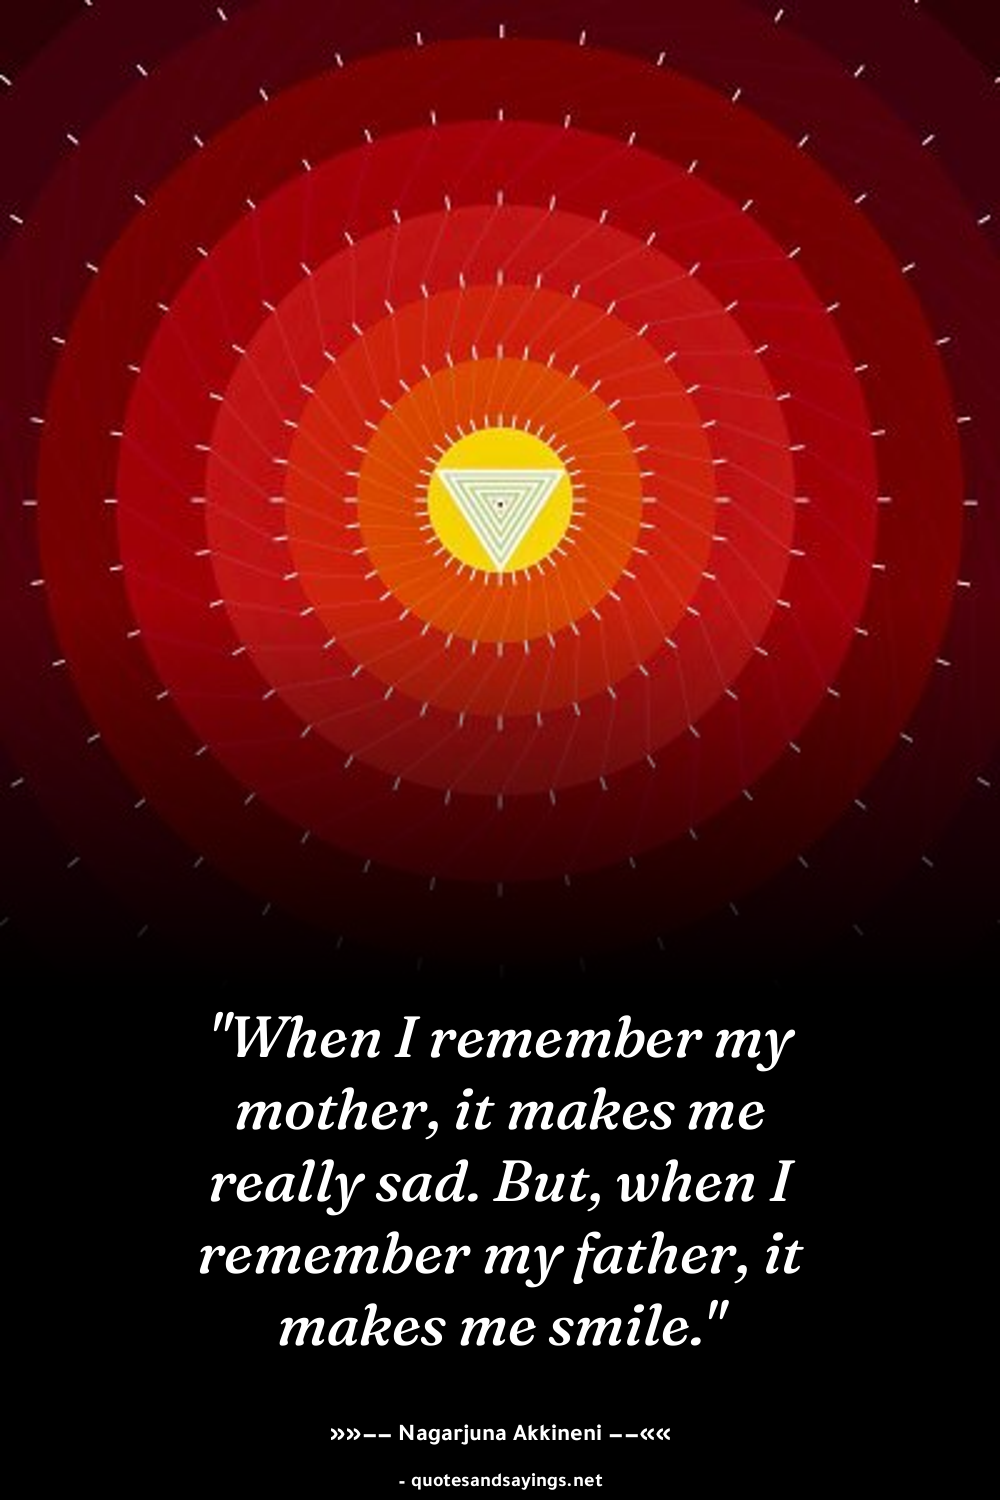 "When I remember my
mother, it makes me
really sad. But, when I
remember my father, it
makes me smile."
»»−− Nagarjuna Akkineni −−««
- quotesandsayings.net